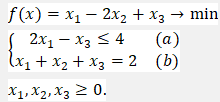 f(x) = x₁ − 2x₂ + x₃ → min
2x₁ − x₃ ≤ 4 (a)
x₁ + x₂ + x₃ = 2 (b)
x₁, x₂, x₃ ≥ 0.